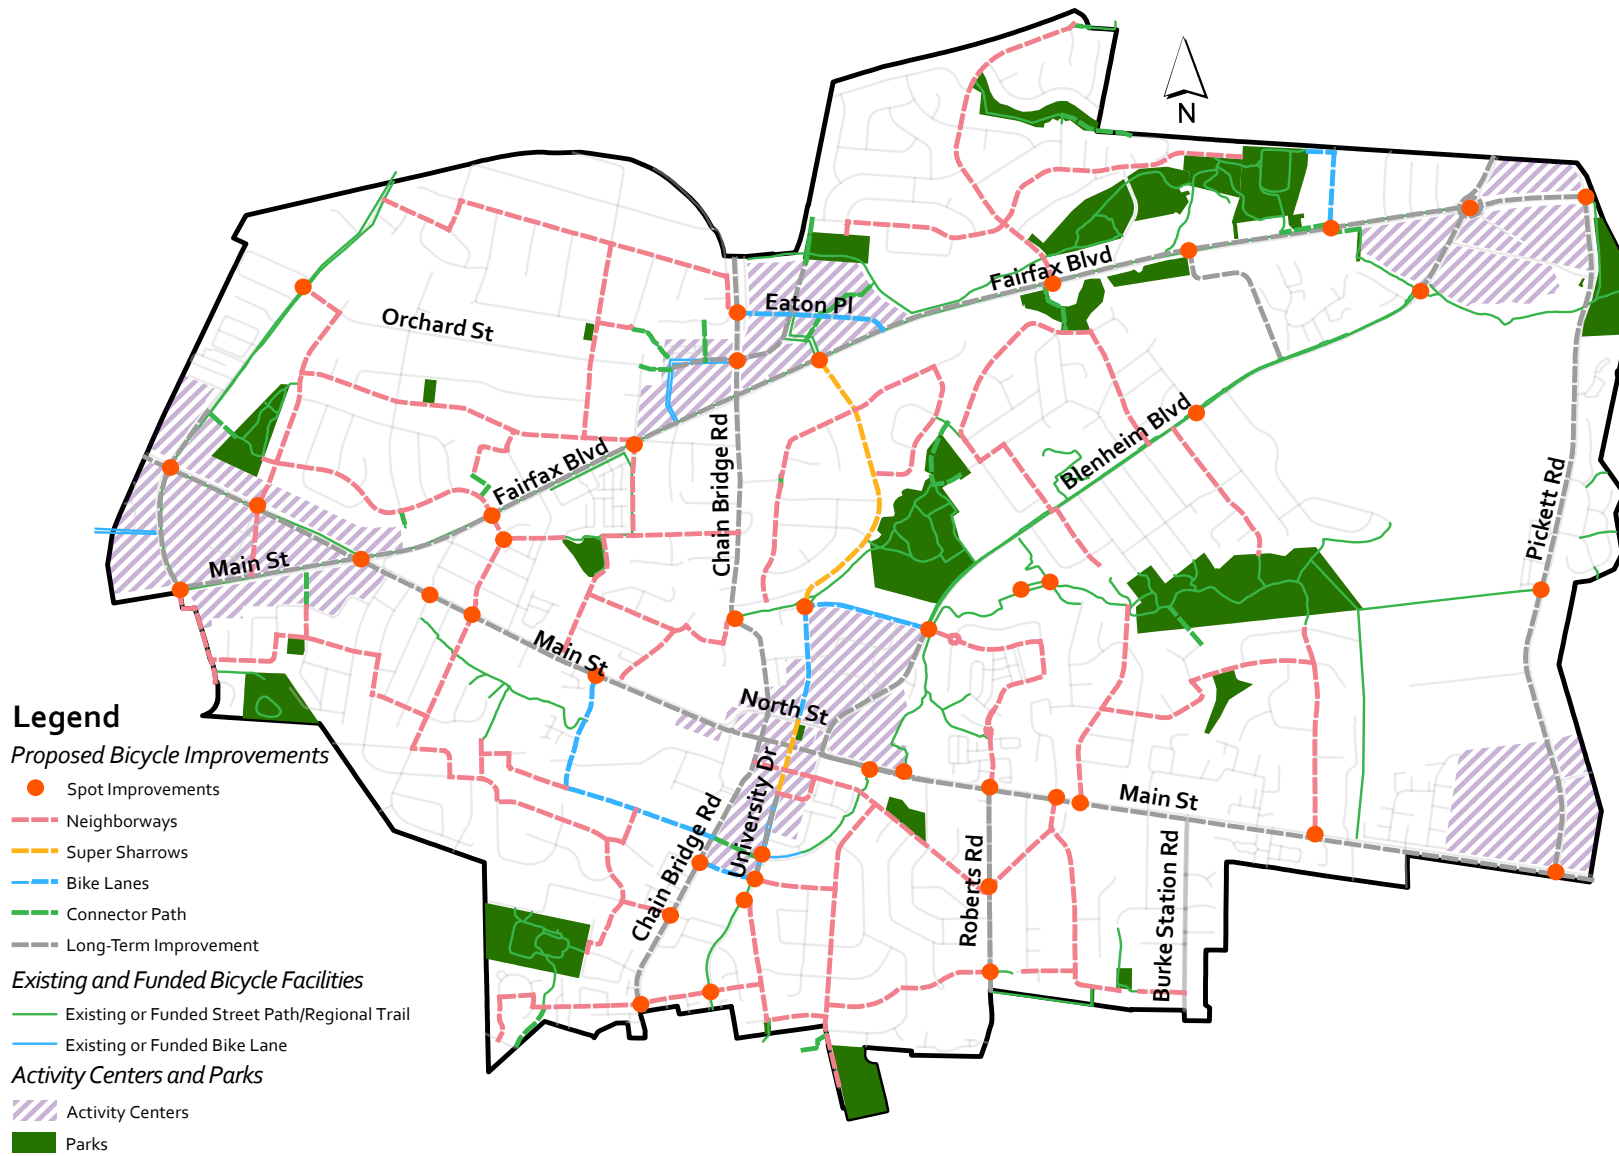 N
Fairfax Blvd
Eaton Pl
Orchard St
Blenheim Blvd
Chain Bridge Rd
Fairfax Blvd
Pickett Rd
Main St
Main St
North St
University Dr
Main St
Chain Bridge Rd
Roberts Rd
Burke Station Rd
Legend
Proposed Bicycle Improvements
Spot Improvements
Neighborways
Super Sharrows
Bike Lanes
Connector Path
Long-Term Improvement
Existing and Funded Bicycle Facilities
Existing or Funded Street Path/Regional Trail
Existing or Funded Bike Lane
Activity Centers and Parks
Activity Centers
Parks